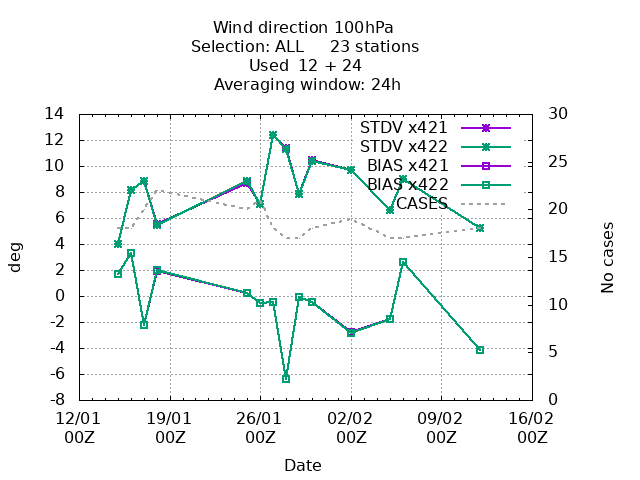 Wind direction 100hPa
Selection: ALL     23 stations
Used  12 + 24
Averaging window: 24h
14
12
10
8
6
4
2
0
-2
-4
-6
-8
deg
30
25
20
15
10
5
0
No cases
STDV x421
STDV x422
BIAS x421
BIAS x422
CASES
12/01 19/01 26/01 02/02 09/02 16/02
00Z 00Z 00Z 00Z 00Z 00Z
Date